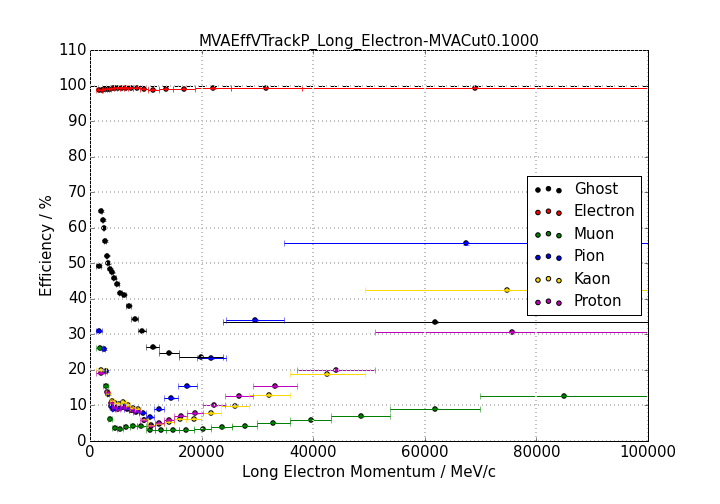 MVAEffVTrackP_Long_Electron-MVACut0.1000
110
100
90
80
70
60
50
40
30
20
10
0
Efficiency / %
Ghost
Electron
Muon
Pion
Kaon
Proton
0 20000 40000 60000 80000 100000
Long Electron Momentum / MeV/c